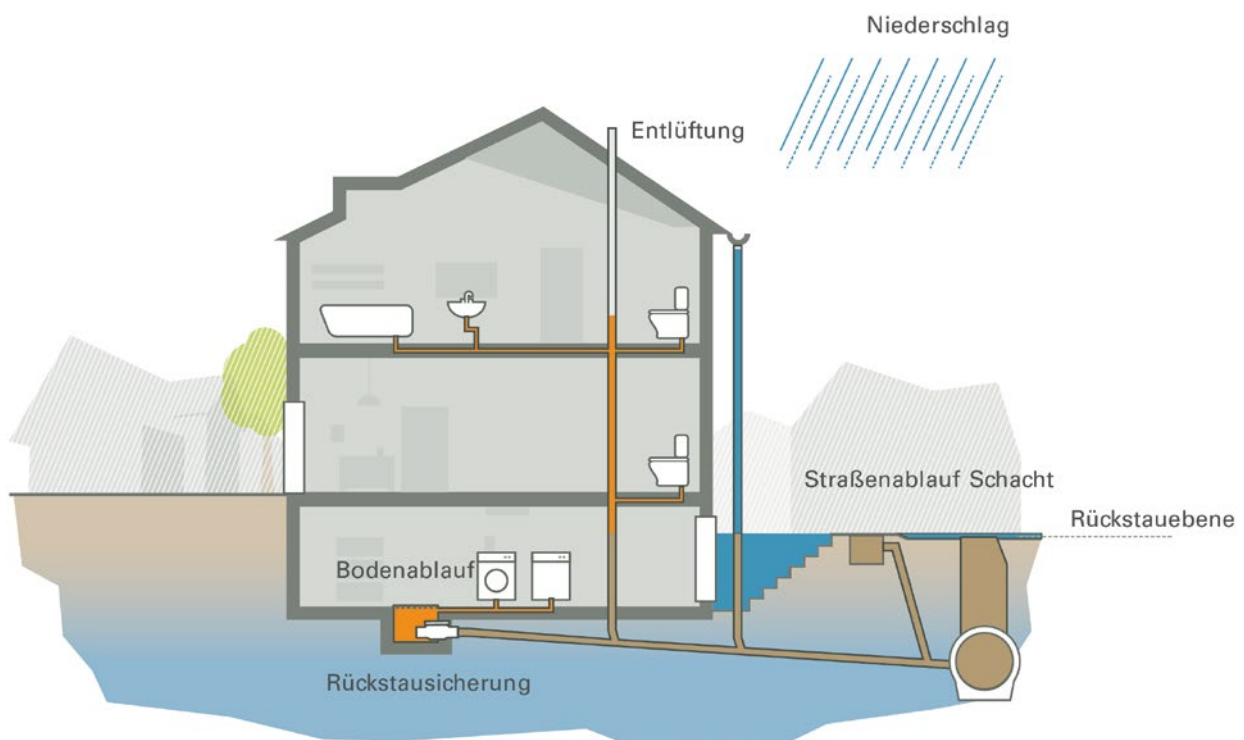 Niederschlag
Entlüftung
Straßenablauf Schacht
Rückstauebene
Bodenablauf
Rückstausicherung